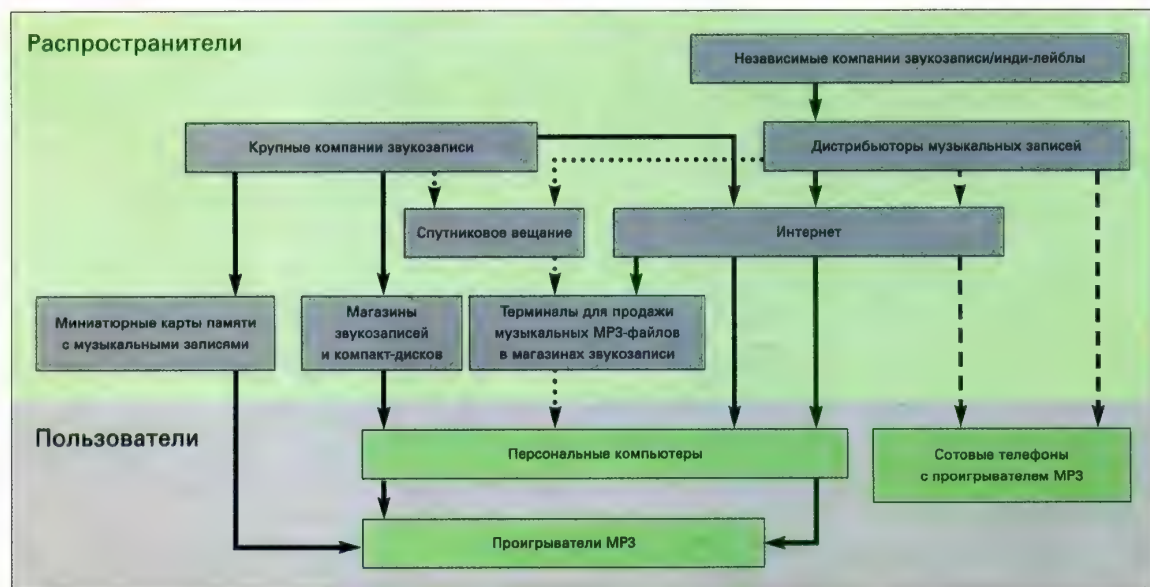 Распространители
Независимые компании звукозаписи/инди-лейблы
Крупные компании звукозаписи
Дистрибьюторы музыкальных записей
Спутниковое вещание
Интернет
Миниатюрные карты памяти
с музыкальными записями
Магазины
звукозаписей
и компакт-дисков
Терминалы для продажи
музыкальных MP3-файлов
в магазинах звукозаписи
Пользователи
Персональные компьютеры
Сотовые телефоны
с проигрывателем MP3
Проигрыватели MP3